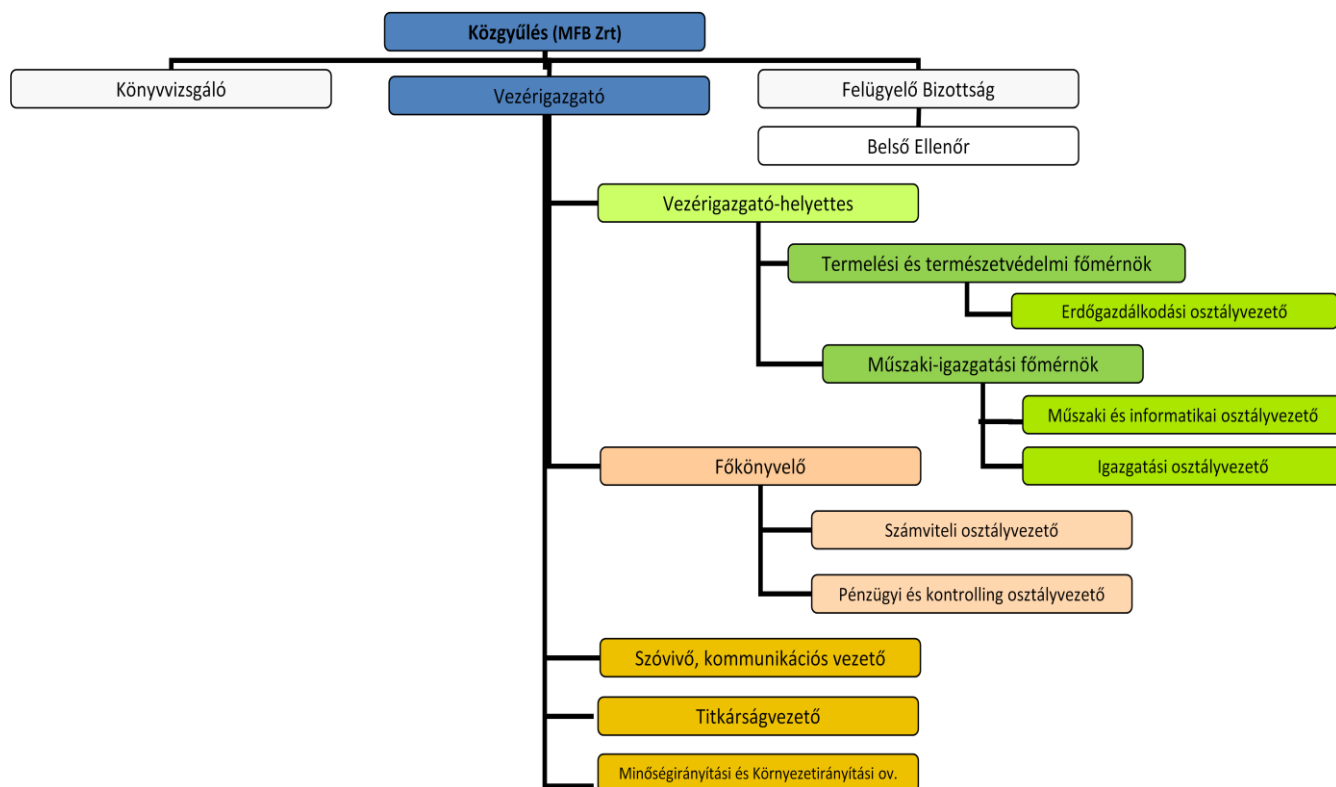 Közgyűlés (MFB Zrt)
Könyvvizsgáló
Vezérigazgató
Felügyelő Bizottság
Belső Ellenőr
Vezérigazgató-helyettes
Termelési és természetvédelmi főmérnök
Erdőgazdálkodási osztályvezető
Műszaki-igazgatási főmérnök
Műszaki és informatikai osztályvezető
Igazgatási osztályvezető
Főkönyvelő
Számviteli osztályvezető
Pénzügyi és kontrolling osztályvezető
Szóvivő, kommunikációs vezető
Titkárságvezető
Minőségirányítási és Környezetirányítási ov.